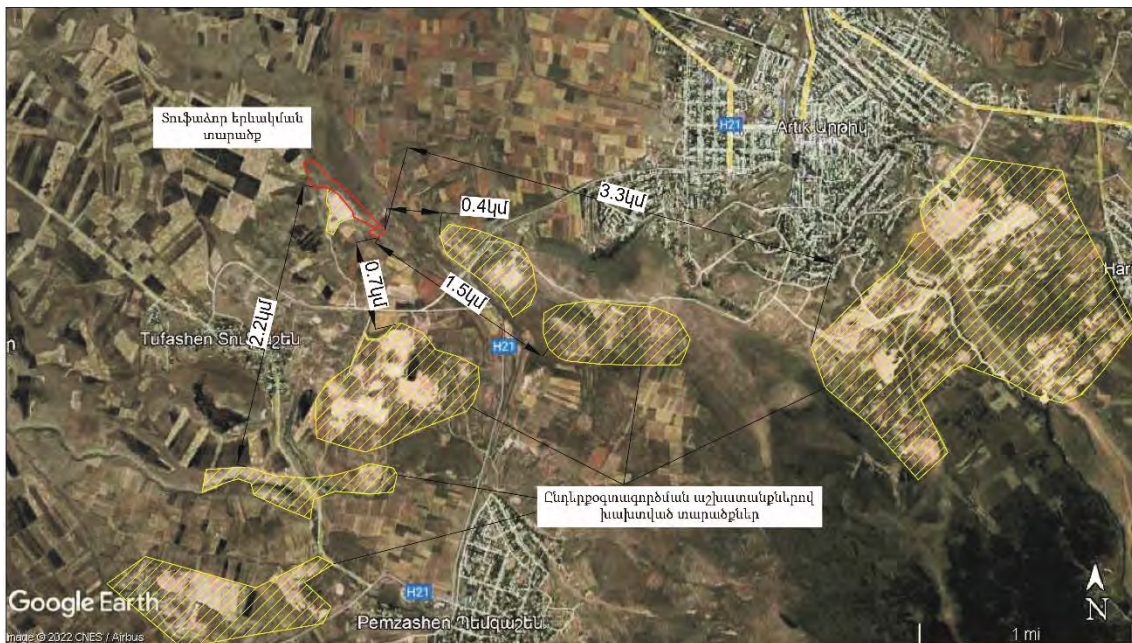 Տուֆաձոր երևակման
տարածք
H21
Artik Արթիկ
3.3կմ
0.4կմ
0.7կմ
1.5կմ
2.2կմ
Tufashen Տուֆաշեն
H21
Ընդերքօգտագործման աշխատանքներով
խախտված տարածքներ
H21
Pemzashen Պեմզաշեն
Google Earth
Image © 2022 CNES / Airbus
N
1 mi